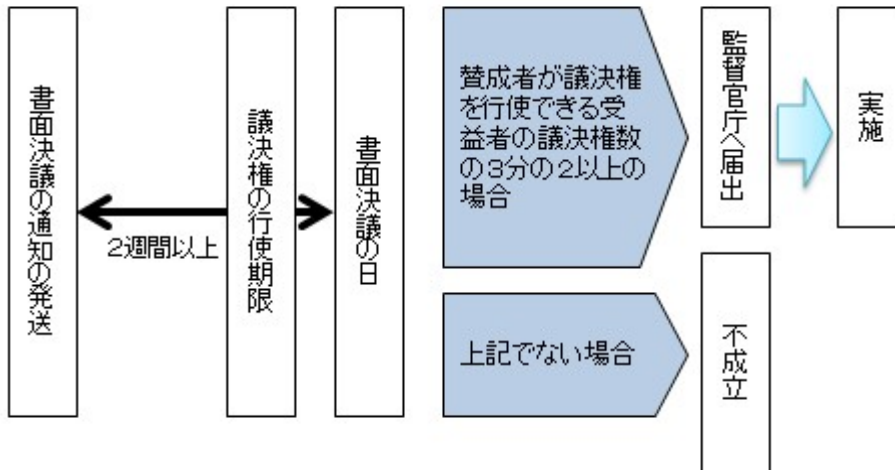 書面決議の通知の発送
2週間以上
議決権の行使期限
書面決議の日
賛成者が議決権
を行使できる受
益者の議決権数
の3分の2以上の
場合
監督官庁へ届出
実施
上記でない場合
不成立